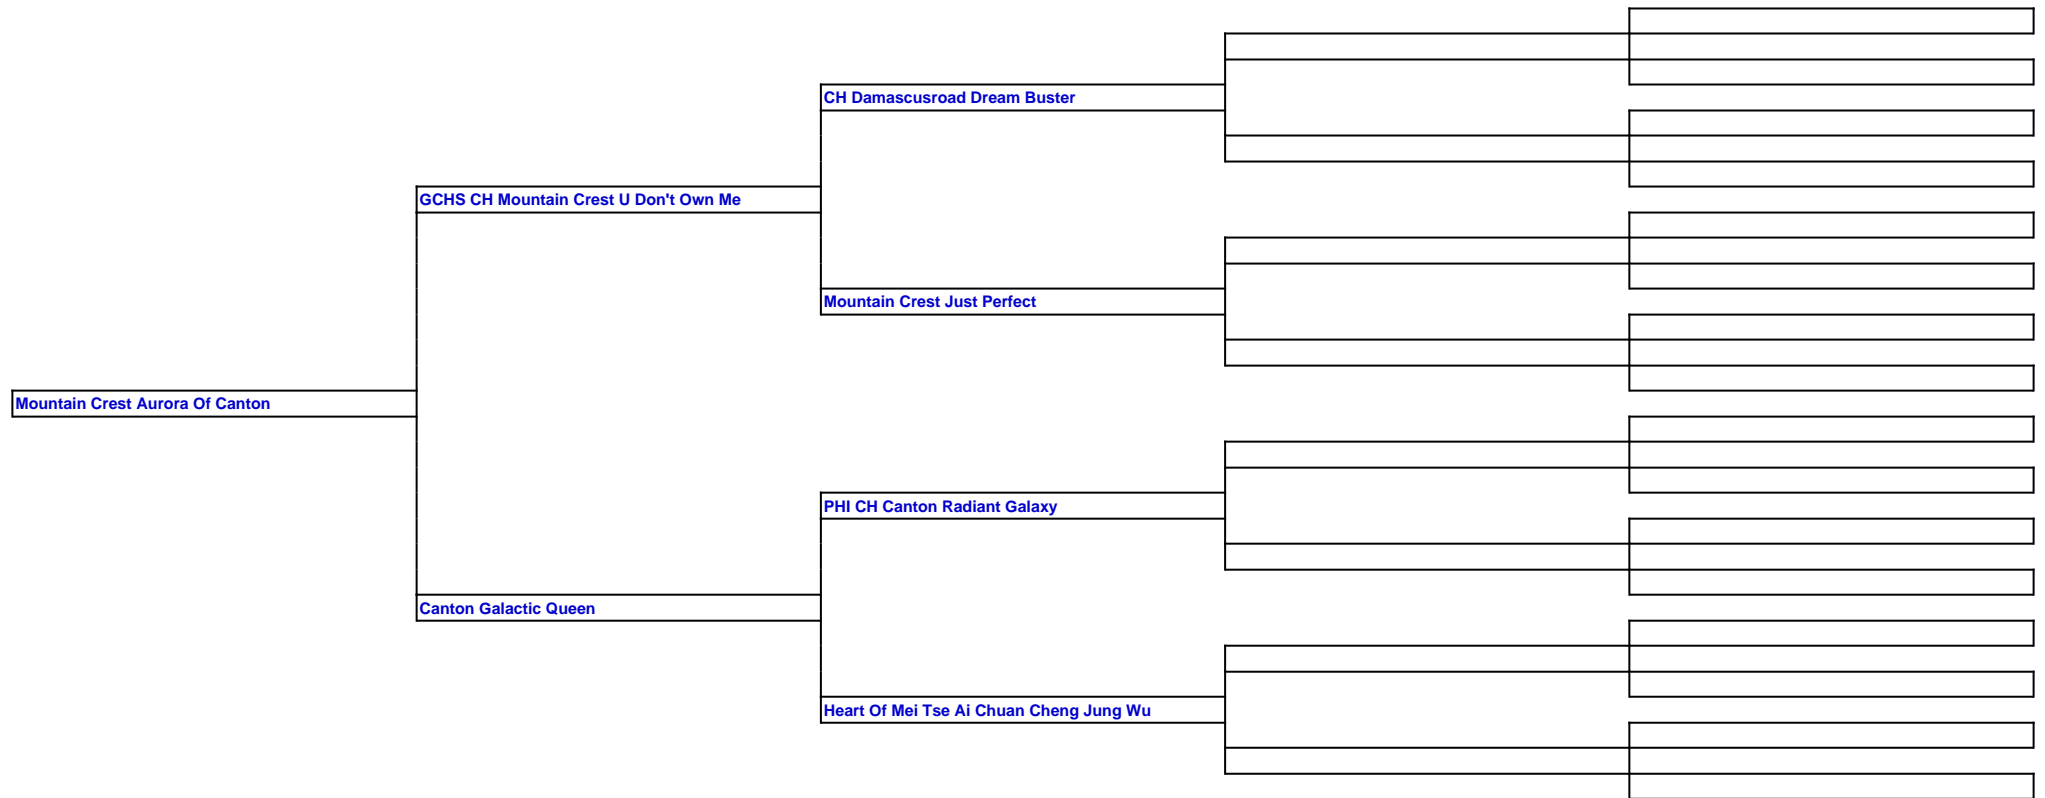 CH Damascusroad Dream Buster
GCHS CH Mountain Crest U Don't Own Me
Mountain Crest Just Perfect
Mountain Crest Aurora Of Canton
PHI CH Canton Radiant Galaxy
Canton Galactic Queen
Heart Of Mei Tse Ai Chuan Cheng Jung Wu